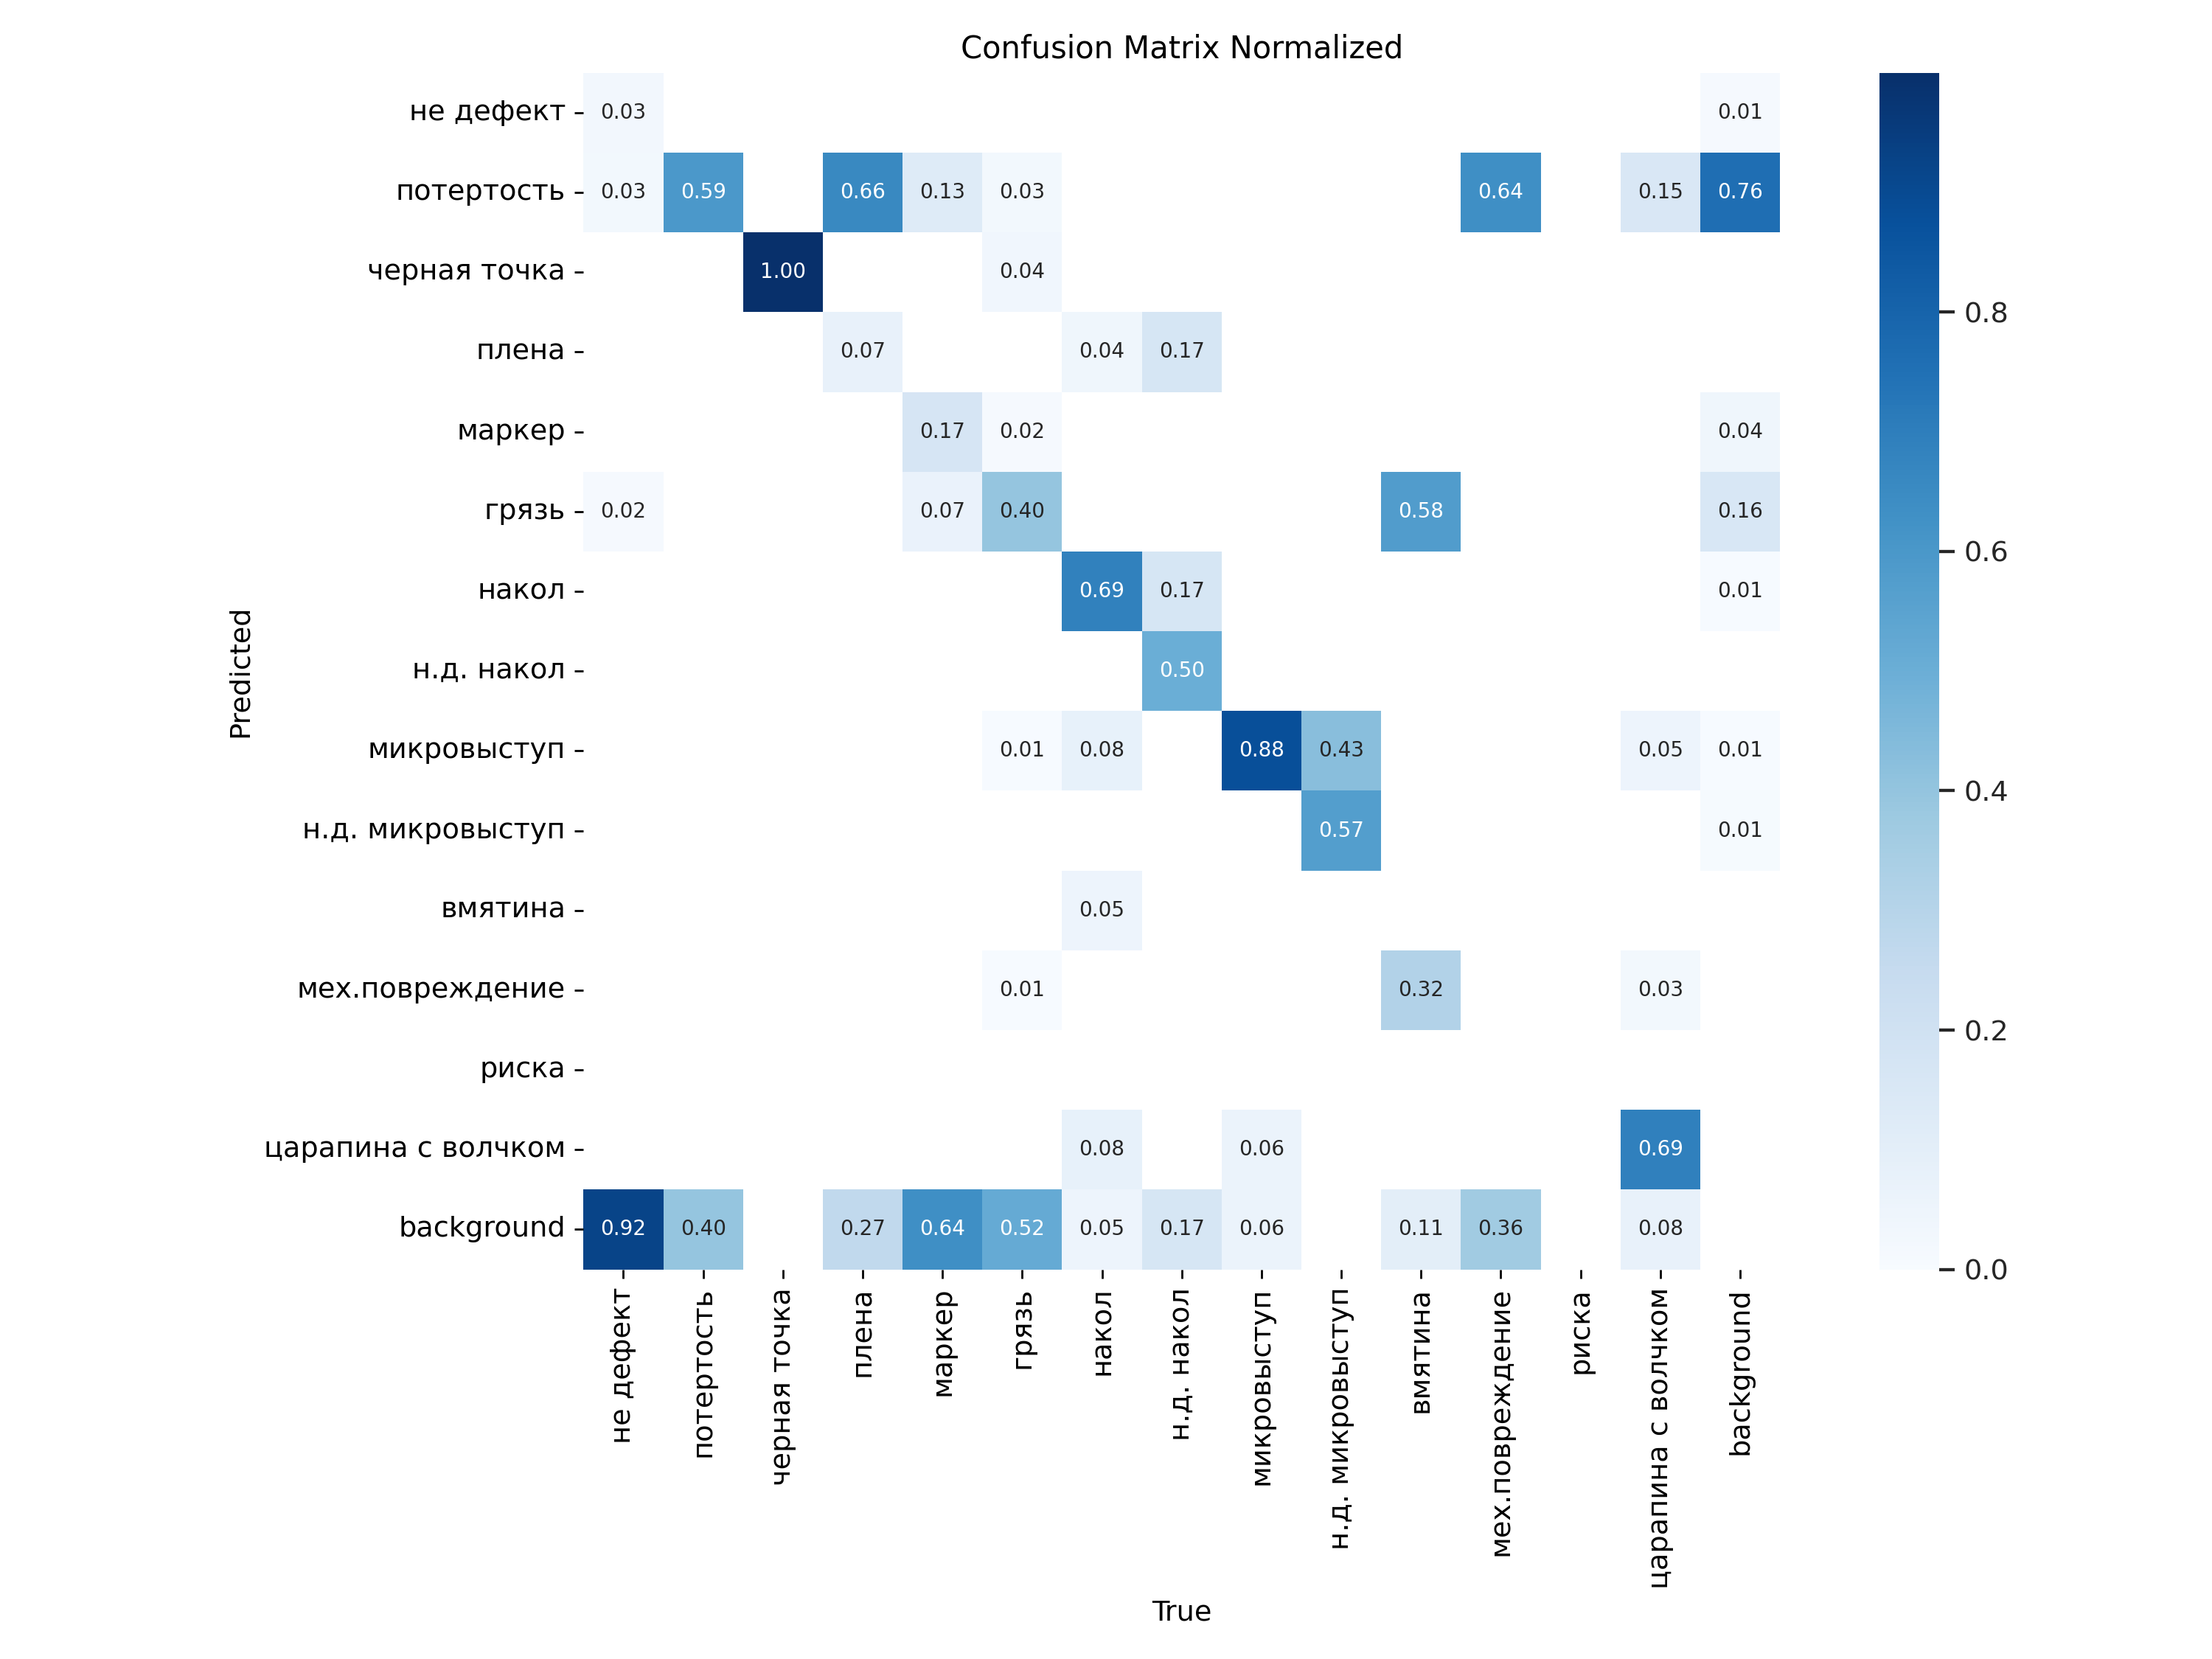 Confusion Matrix Normalized
не дефект 0.03 0.01
потертость 0.03 0.59 0.66 0.13 0.03 0.64 0.15 0.76
черная точка 1.00 0.04
0.8
плена 0.07 0.04 0.17
маркер 0.17 0.02 0.04
грязь 0.02 0.07 0.40 0.58 0.16
0.6
накол 0.69 0.17 0.01
Predicted
н.д. накол 0.50
микровыступ 0.01 0.08 0.88 0.43 0.05 0.01
0.4
н.д. микровыступ 0.57 0.01
вмятина 0.05
мех.повреждение 0.01 0.32 0.03
0.2
риска
царапина с волчком 0.08 0.06 0.69
background 0.92 0.40 0.27 0.64 0.52 0.05 0.17 0.06 0.11 0.36 0.08
0.0
не дефект
потертость
черная точка
плена
маркер
грязь
накол
н.д. накол
микровыступ
н.д. микровыступ
вмятина
мех.повреждение
риска
царапина с волчком
background
True